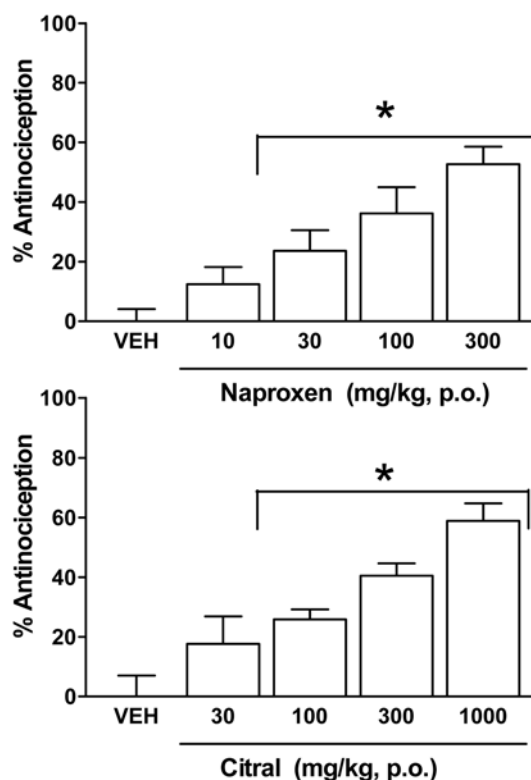 100
80
60
40
20
0
% Antinociception
*
VEH 10 30 100 300
Naproxen (mg/kg, p.o.)
100
80
60
40
20
0
% Antinociception
*
VEH 30 100 300 1000
Citral (mg/kg, p.o.)